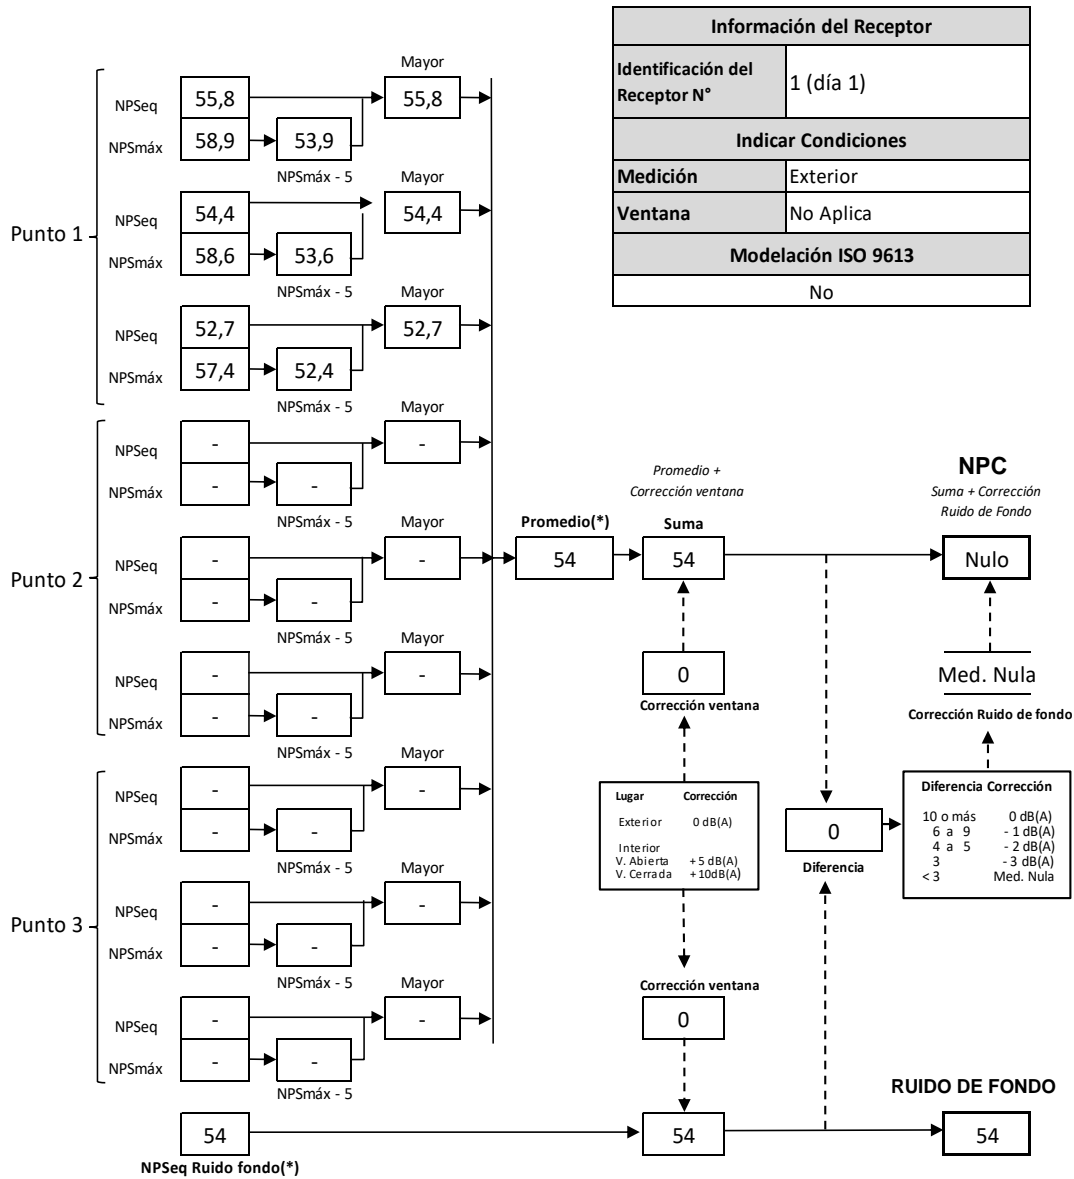 Información del Receptor
Identificación del Receptor N°
1 (día 1)
Indicar Condiciones
Medición
Exterior
Ventana
No Aplica
Modelación ISO 9613
No
Punto 1
Mayor
NPSeq
55,8
55,8
NPSmáx
58,9
53,9
NPSmáx - 5
Mayor
NPSeq
54,4
54,4
NPSmáx
58,6
53,6
NPSmáx - 5
Mayor
NPSeq
52,7
52,7
NPSmáx
57,4
52,4
NPSmáx - 5
Punto 2
Mayor
NPSeq
-
-
NPSmáx
-
-
NPSmáx - 5
Mayor
NPSeq
-
-
NPSmáx
-
-
NPSmáx - 5
Mayor
NPSeq
-
-
NPSmáx
-
-
NPSmáx - 5
Punto 3
Mayor
NPSeq
-
-
NPSmáx
-
-
NPSmáx - 5
Mayor
NPSeq
-
-
NPSmáx
-
-
NPSmáx - 5
Mayor
NPSeq
-
-
NPSmáx
-
-
NPSmáx - 5
Promedio(*)
54
Promedio +
Corrección ventana
Suma
54
0
Corrección ventana
Lugar Corrección
Exterior 0 dB(A)
Interior
V. Abierta + 5 dB(A)
V. Cerrada + 10dB(A)
Corrección ventana
0
NPC
Suma + Corrección
Ruido de Fondo
Nulo
Med. Nula
Corrección Ruido de fondo
Diferencia Corrección
10 o más 0 dB(A)
6 a 9 - 1 dB(A)
4 a 5 - 2 dB(A)
3 - 3 dB(A)
< 3 Med. Nula
0
Diferencia
RUIDO DE FONDO
54
54
54
NPSeq Ruido fondo(*)